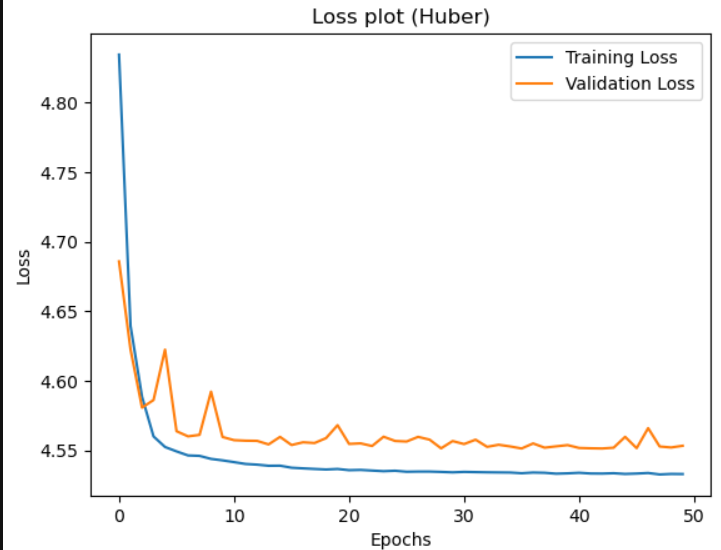 Loss plot (Huber)
Training Loss
Validation Loss
4.80
4.75
4.70
4.65
4.60
4.55
Loss
0
10
20
30
40
50
Epochs